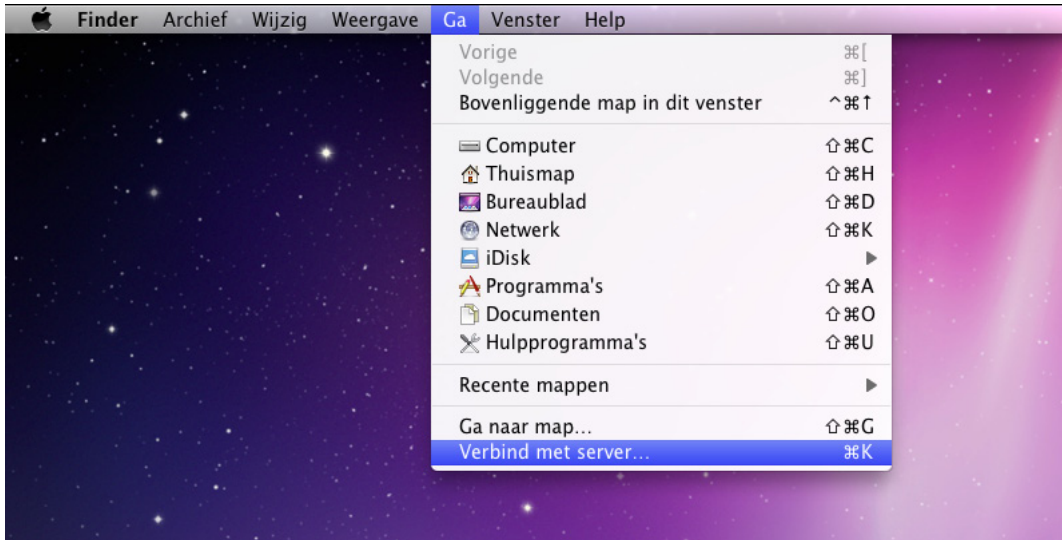 Finder Archief Wijzig Weergave Ga Venster Help
Vorige ⌘[
Volgende ⌘]
Bovenliggende map in dit venster ^⌘↑
Computer ⇧⌘C
Thuismap ⇧⌘H
Bureaublad ⇧⌘D
Netwerk ⇧⌘K
iDisk ▶
Programma's ⇧⌘A
Documenten ⇧⌘O
Hulpprogramma's ⇧⌘U
Recente mappen ▶
Ga naar map... ⇧⌘G
Verbind met server... ⌘K